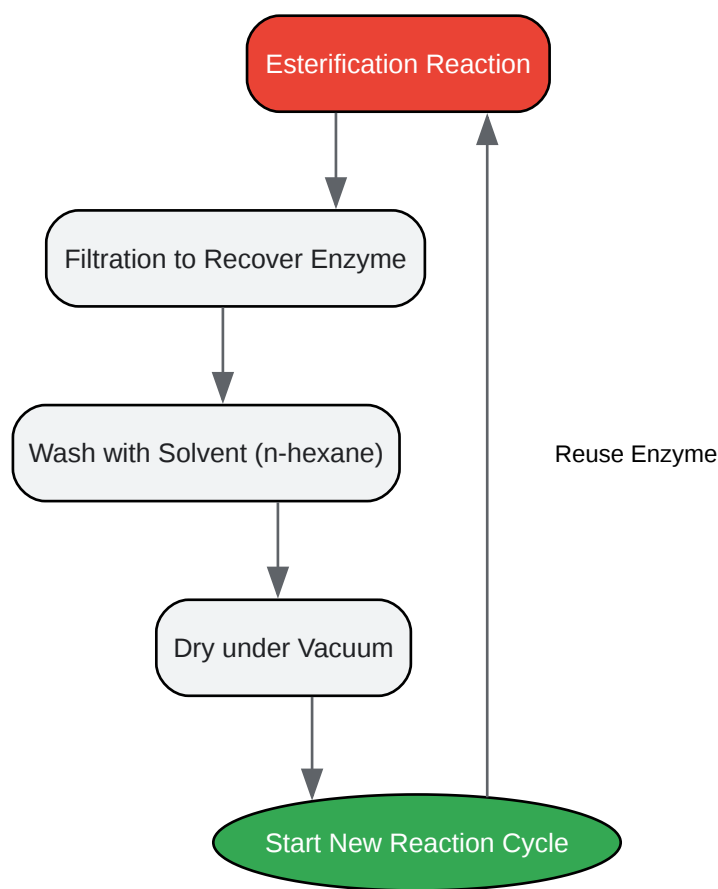 Esterification Reaction
Filtration to Recover Enzyme
Wash with Solvent (n-hexane)
Reuse Enzyme
Dry under Vacuum
Start New Reaction Cycle